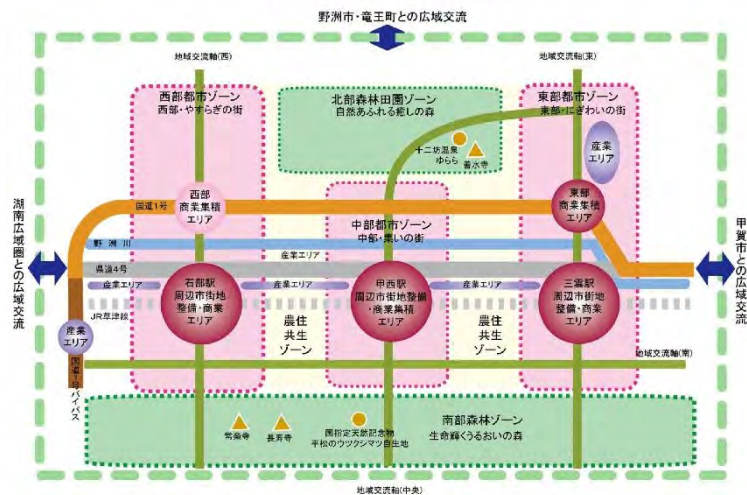 野洲市・竜王町との広域交流
地域交流軸(西)
地域交流軸(東)
西部都市ゾーン
西部・やすらぎの街
北部森林田園ゾーン
自然あふれる癒しの森
東部都市ゾーン
東部・にぎわいの街
十二坊温泉
ゆらら
善水寺
産業
エリア
国道1号
西部
商業集積
エリア
東部
商業集積
エリア
中部都市ゾーン
中部・集いの街
湖南広域圏との広域交流
甲賀市との広域交流
野洲川
産業エリア
県道4号
産業エリア
石部駅
周辺市街地
整備・商業
エリア
産業エリア
甲西駅
周辺市街地整備
・商業集積
エリア
産業エリア
三雲駅
周辺市街地
整備・商業
エリア
JR草津線
産業
エリア
農住
共生
ゾーン
農住
共生
ゾーン
地域交流軸(南)
国道1号バイパス
南部森林ゾーン
生命輝くうるおいの森
常楽寺
長寿寺
国指定天然記念物
平松のウツクシマツ自生地
地域交流軸(中央)